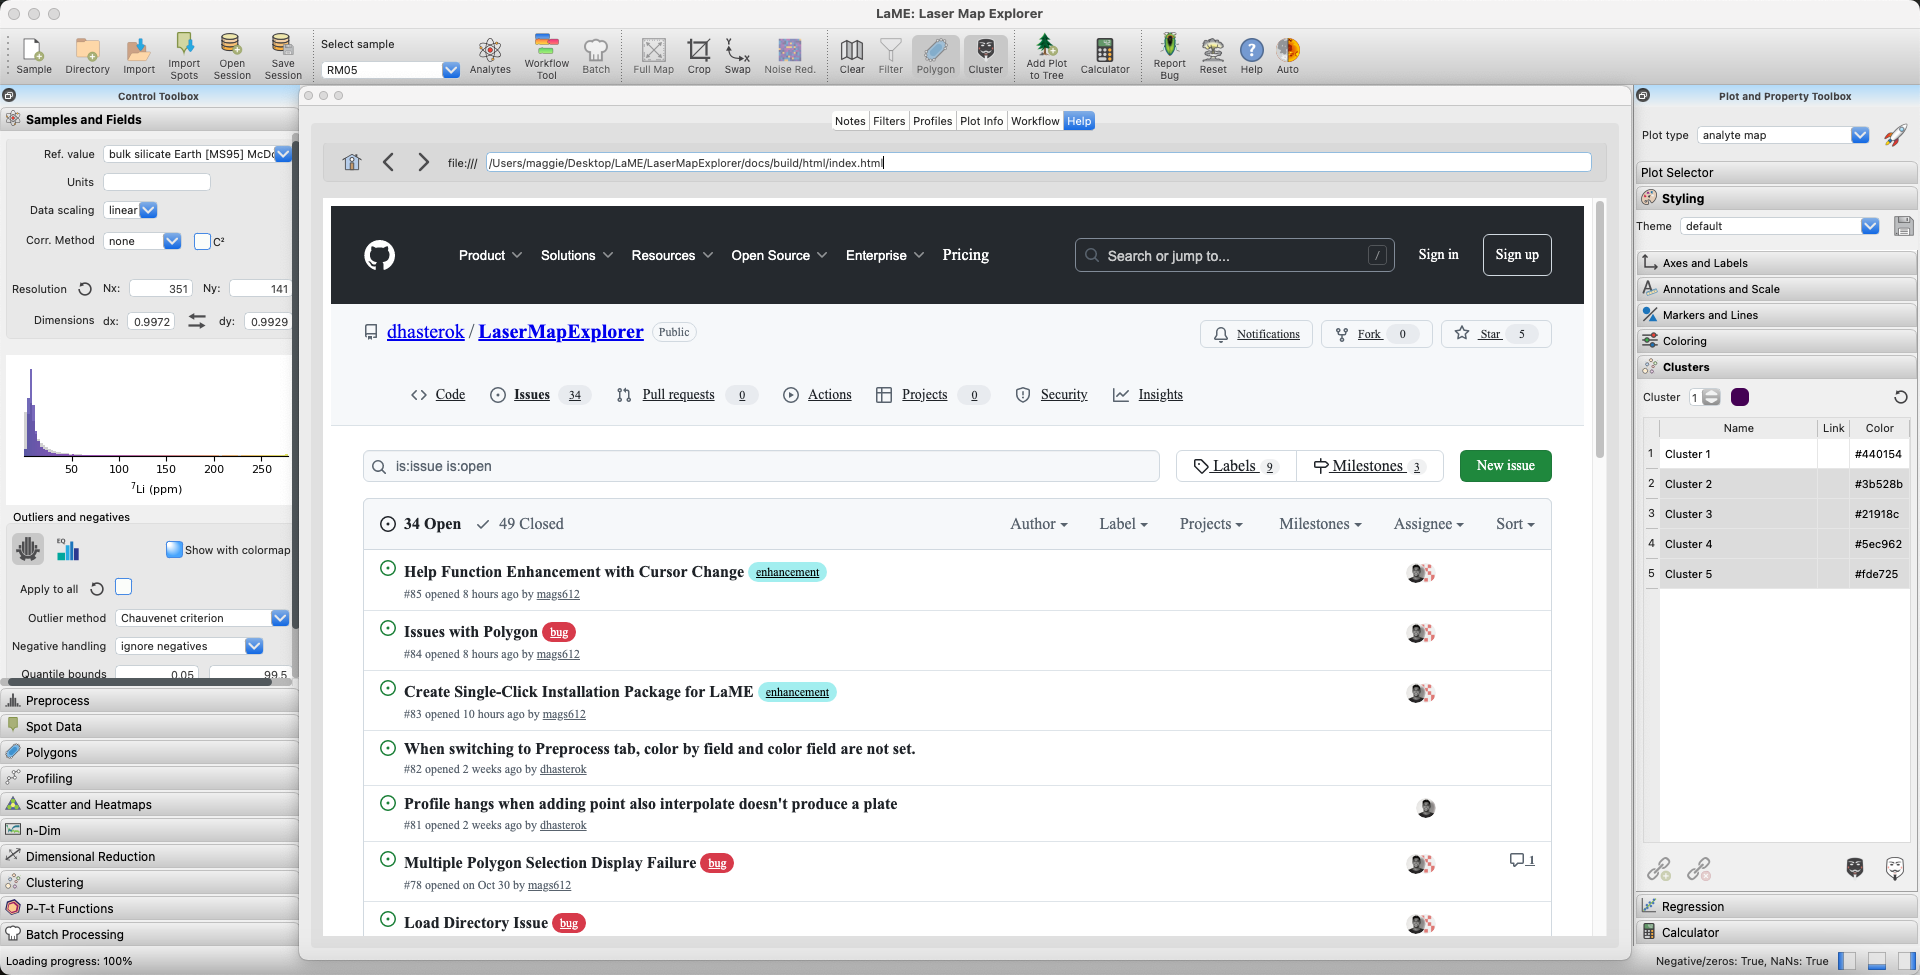 LaME: Laser Map Explorer
Sample
Directory
Import
Import Spots
Open Session
Save Session
Select sample
RM05
Analytes
Workflow Tool
Batch
Full Map
Crop
Swap
Noise Red.
Clear
Filter
Polygon
Cluster
Add Plot to Tree
Calculator
Report Bug
Reset
Help
Auto
Control Toolbox
Samples and Fields
Ref. value bulk silicate Earth [MS95] McDo
Units
Data scaling linear
Corr. Method none C²
Resolution Nx: 351 Ny: 141
Dimensions dx: 0.9972 dy: 0.9929
50 100 150 200 250
⁷Li (ppm)
Outliers and negatives
EQ
Show with colormap
Apply to all
Outlier method Chauvenet criterion
Negative handling ignore negatives
Quantile bounds 0.05 99.5
Preprocess
Spot Data
Polygons
Profiling
Scatter and Heatmaps
n-Dim
Dimensional Reduction
Clustering
P-T-t Functions
Batch Processing
Loading progress: 100%
Notes Filters Profiles Plot Info Workflow Help
file:/// /Users/maggie/Desktop/LaME/LaserMapExplorer/docs/build/html/index.html
Product Solutions Resources Open Source Enterprise Pricing
Search or jump to... /
Sign in
Sign up
dhasterok / LaserMapExplorer Public
Notifications Fork 0 Star 5
Code Issues 34 Pull requests 0 Actions Projects 0 Security Insights
is:issue is:open
Labels 9 Milestones 3
New issue
34 Open 49 Closed
Author Label Projects Milestones Assignee Sort
Help Function Enhancement with Cursor Change enhancement
#85 opened 8 hours ago by mags612
Issues with Polygon bug
#84 opened 8 hours ago by mags612
Create Single-Click Installation Package for LaME enhancement
#83 opened 10 hours ago by mags612
When switching to Preprocess tab, color by field and color field are not set.
#82 opened 2 weeks ago by dhasterok
Profile hangs when adding point also interpolate doesn't produce a plate
#81 opened 2 weeks ago by dhasterok
Multiple Polygon Selection Display Failure bug 1
#78 opened on Oct 30 by mags612
Load Directory Issue bug
Plot and Property Toolbox
Plot type analyte map
Plot Selector
Styling
Theme default
Axes and Labels
Annotations and Scale
Markers and Lines
Coloring
Clusters
Cluster 1
Name Link Color
1 Cluster 1 #440154
2 Cluster 2 #3b528b
3 Cluster 3 #21918c
4 Cluster 4 #5ec962
5 Cluster 5 #fde725
Regression
Calculator
Negative/zeros: True, NaNs: True